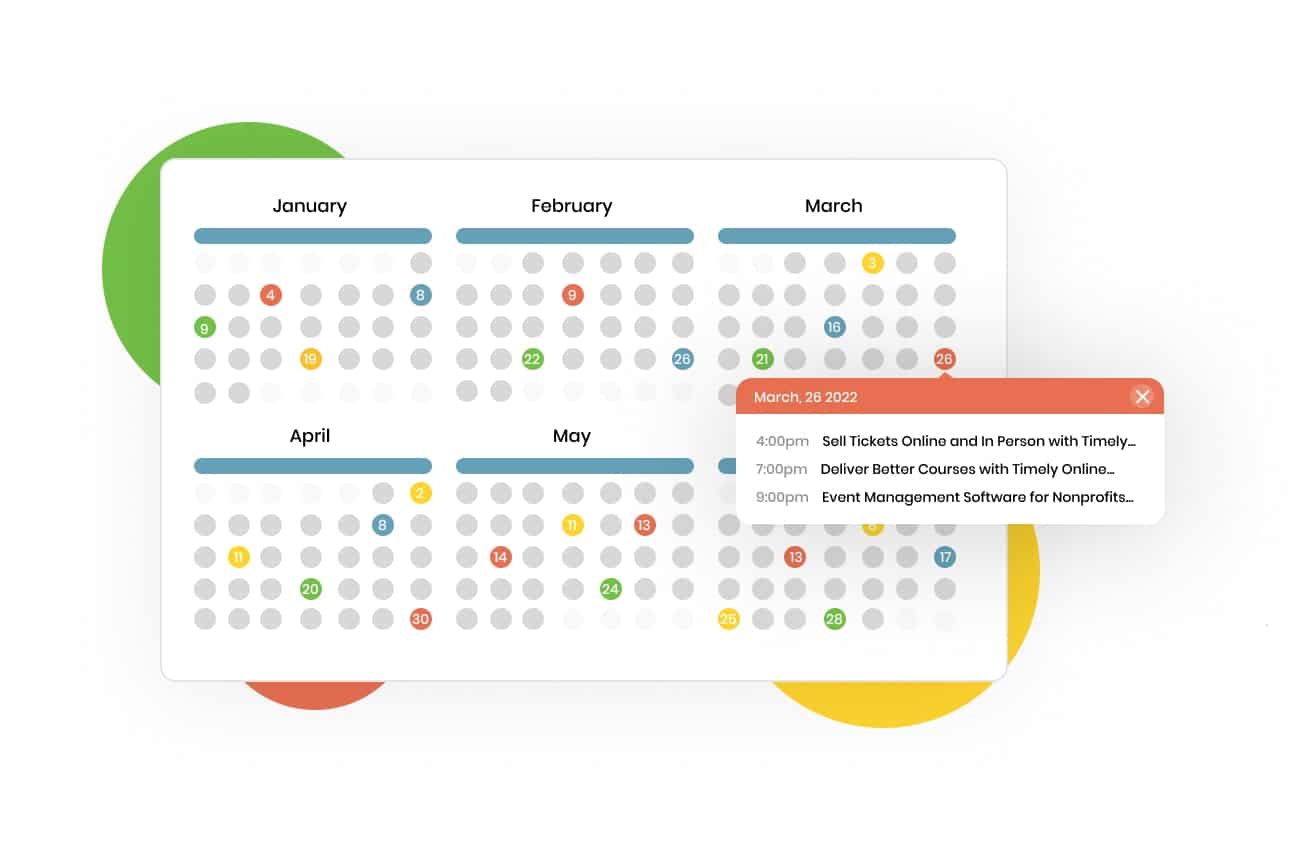 January
February
March
3
4
8
9
9
16
19
22
26
21
26
March, 26 2022
4:00pm Sell Tickets Online and In Person with Timely...
7:00pm Deliver Better Courses with Timely Online...
9:00pm Event Management Software for Nonprofits...
April
May
2
8
11
13
11
14
13
17
20
24
30
25
28